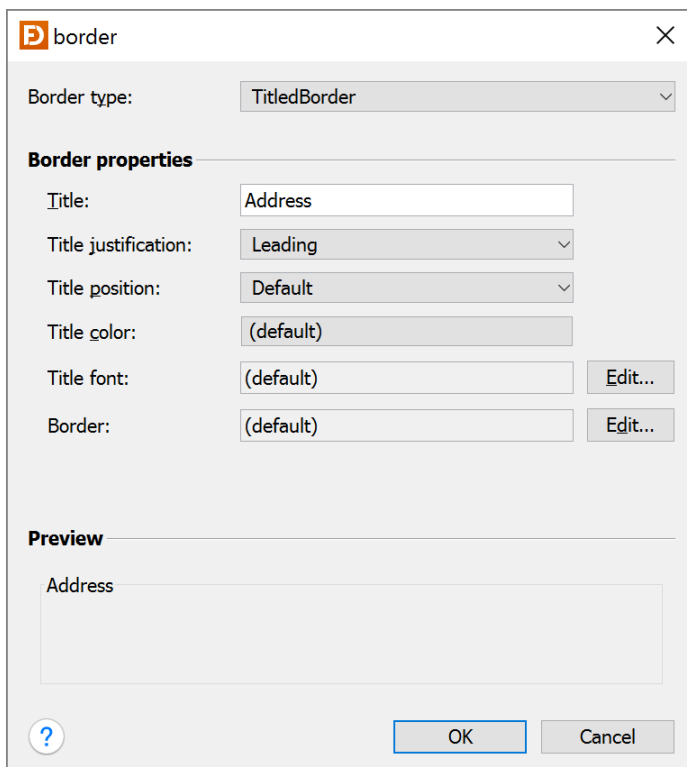 border
Border type: TitledBorder
Border properties
Title: Address
Title justification: Leading
Title position: Default
Title color: (default)
Title font: (default) Edit...
Border: (default) Edit...
Preview
Address
? OK Cancel